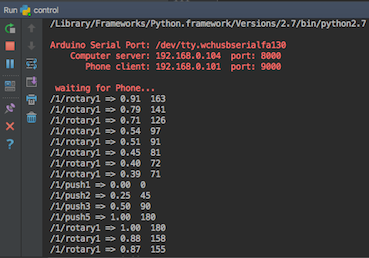 Run control
/Library/Frameworks/Python.framework/Versions/2.7/bin/python2.7
Arduino Serial Port: /dev/tty.wchusbserialfa130
Computer server: 192.168.0.104 port: 8000
Phone client: 192.168.0.101 port: 9000
waiting for Phone...
/1/rotary1 => 0.91 163
/1/rotary1 => 0.79 141
/1/rotary1 => 0.71 126
/1/rotary1 => 0.54 97
/1/rotary1 => 0.51 91
/1/rotary1 => 0.45 81
/1/rotary1 => 0.40 72
/1/rotary1 => 0.39 71
/1/push1 => 0.00 0
/1/push2 => 0.25 45
/1/push3 => 0.50 90
/1/push5 => 1.00 180
/1/rotary1 => 1.00 180
/1/rotary1 => 0.88 158
/1/rotary1 => 0.87 155